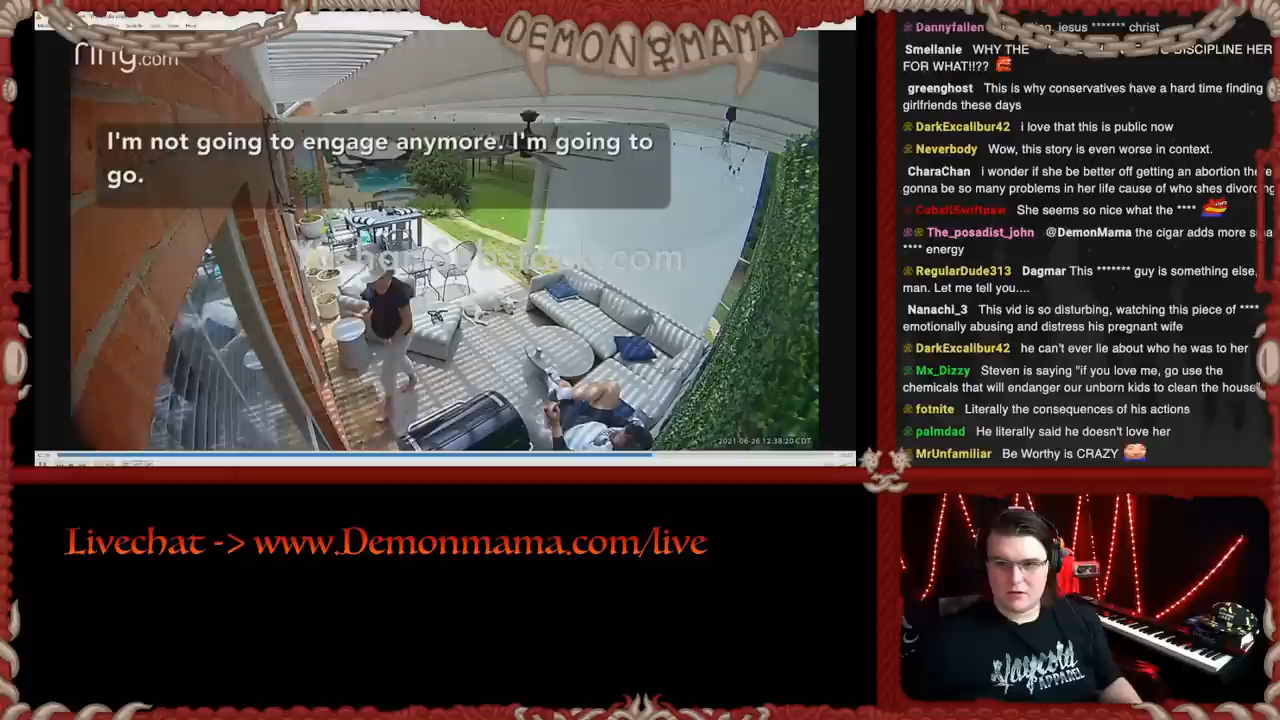 DEMON MAMA
ring.com
I'm not going to engage anymore. I'm going to
go.
2021-06-26 12:38:20 CDT
Dannyfallen jesus ******* christ
Smellanie WHY THE DISCIPLINE HER
FOR WHAT!!??
greenghost This is why conservatives have a hard time finding
girlfriends these days
DarkExcalibur42 i love that this is public now
Neverbody Wow, this story is even worse in context.
CharaChan i wonder if she be better off getting an abortion
gonna be so many problems in her life cause of who shes
She seems so nice what the ****
The_posadist_john @DemonMama the cigar adds more
**** energy
RegularDude313 Dagmar This ******* guy is something else,
man. Let me tell you....
Nanachi_3 This vid is so disturbing, watching this piece of ****
emotionally abusing and distress his pregnant wife
DarkExcalibur42 he can't ever lie about who he was to her
Mx_Dizzy Steven is saying "if you love me, go use the
chemicals that will endanger our unborn kids to clean the house"
fotnite Literally the consequences of his actions
palmdad He literally said he doesn't love her
MrUnfamiliar Be Worthy is CRAZY
Livechat -> www.Demonmama.com/live
APPAREL